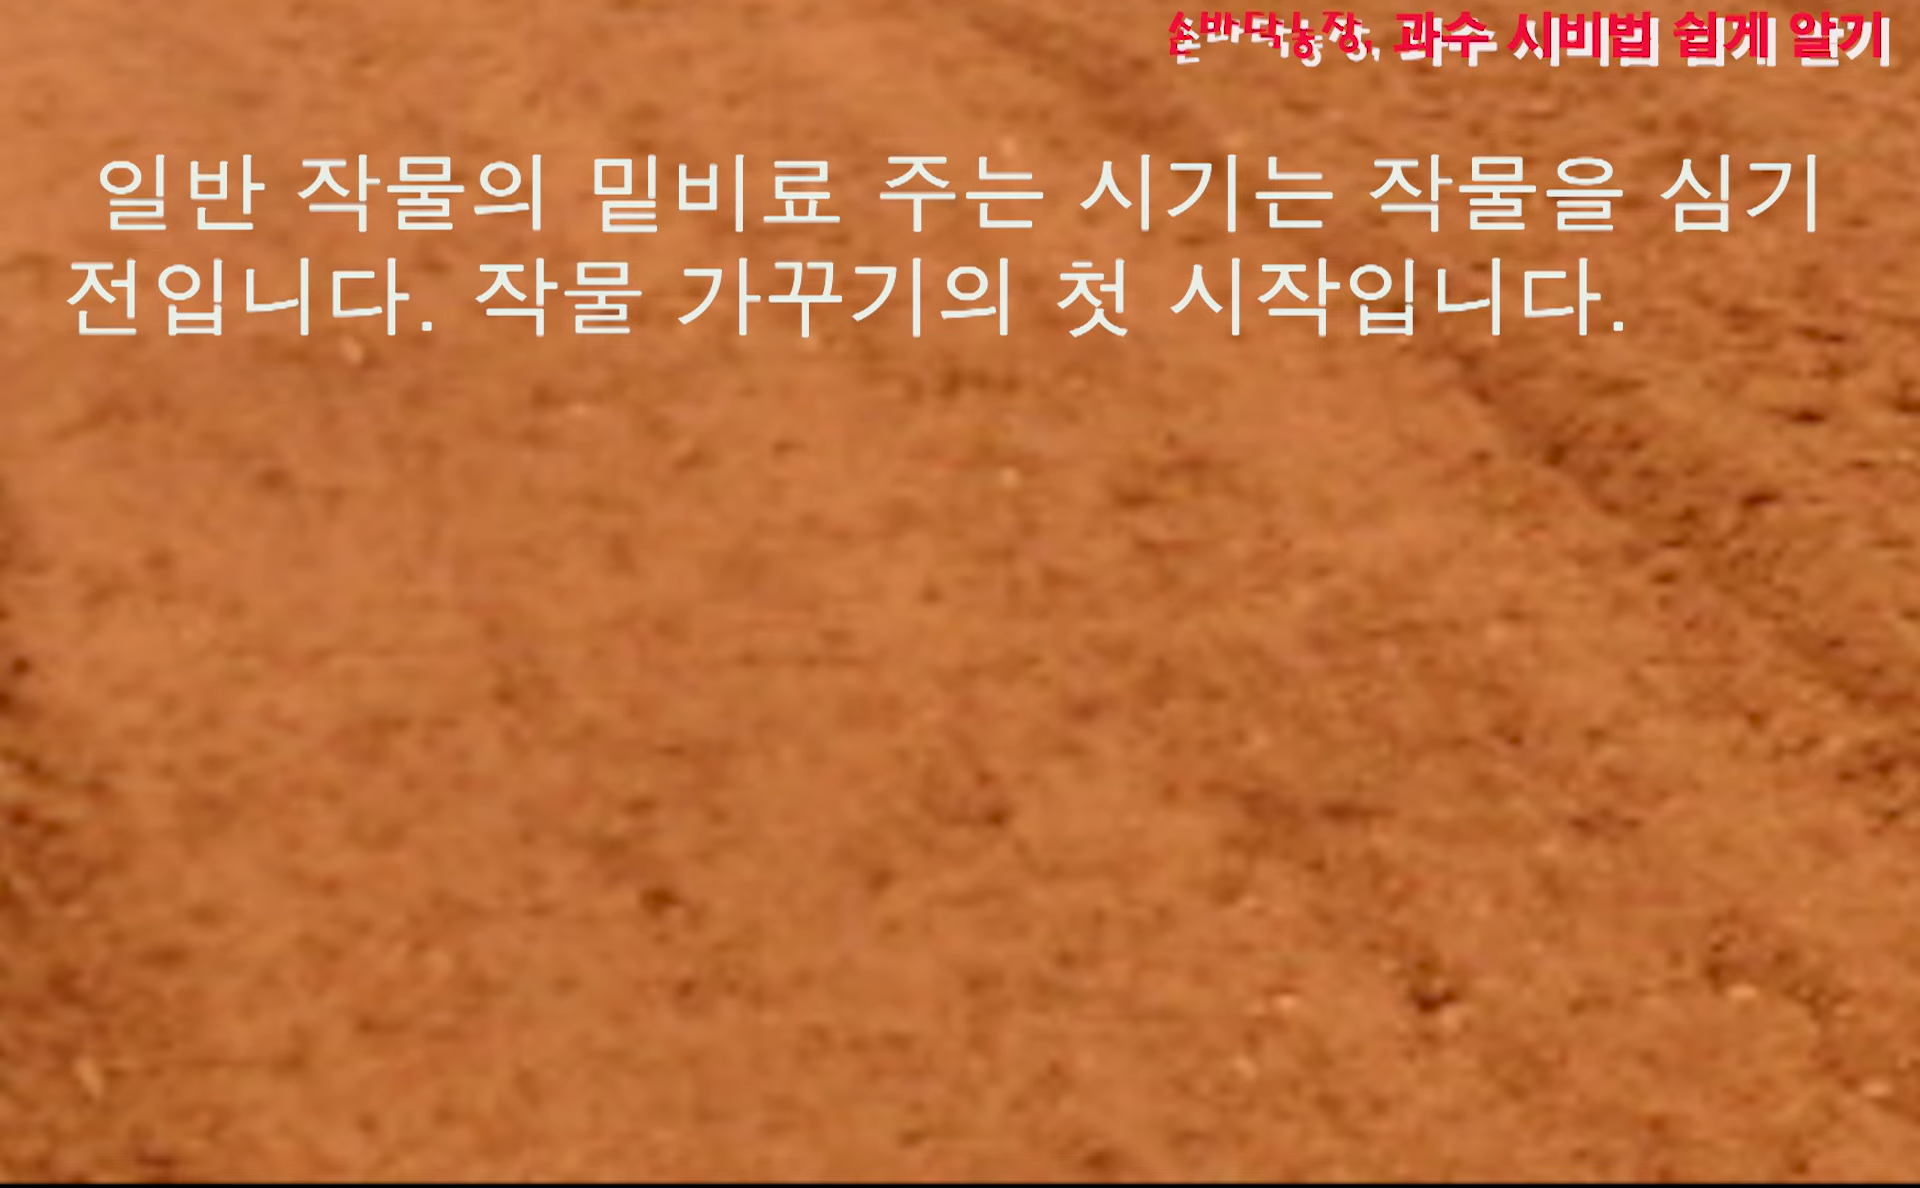 손바닥농장, 과수 시비법 쉽게 알기
일반 작물의 밑비료 주는 시기는 작물을 심기
전입니다. 작물 가꾸기의 첫 시작입니다.